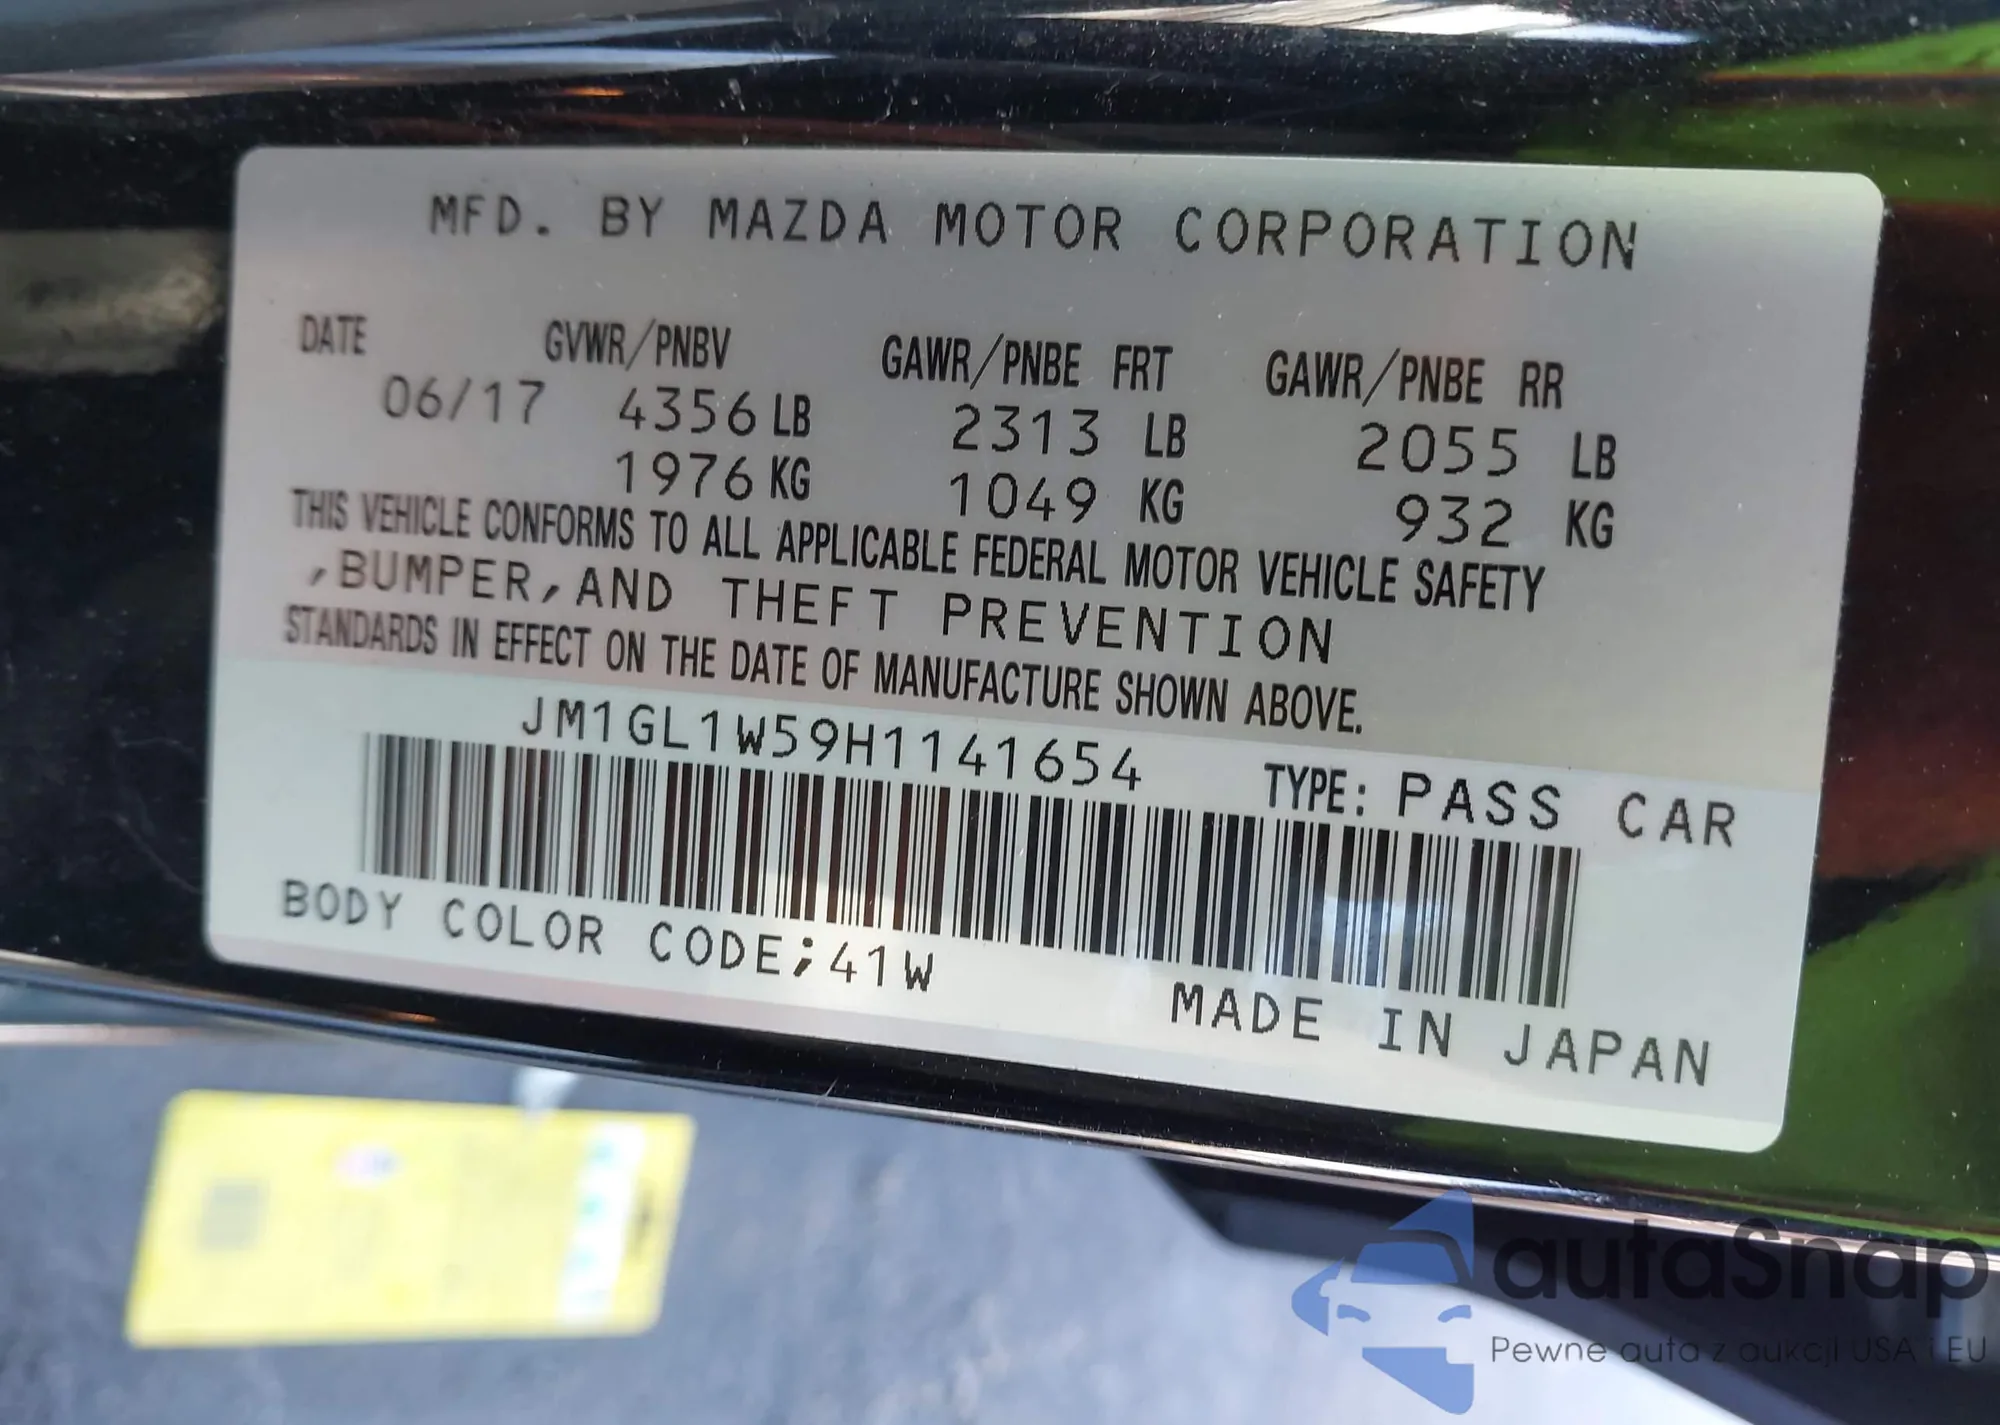 MFD. BY MAZDA MOTOR CORPORATION
DATE GVWR/PNBV GAWR/PNBE FRT GAWR/PNBE RR
06/17 4356 LB 2313 LB 2055 LB
1976 KG 1049 KG 932 KG
THIS VEHICLE CONFORMS TO ALL APPLICABLE FEDERAL MOTOR VEHICLE SAFETY
,BUMPER,AND THEFT PREVENTION
STANDARDS IN EFFECT ON THE DATE OF MANUFACTURE SHOWN ABOVE.
JM1GL1W59H1141654 TYPE: PASS CAR
BODY COLOR CODE;41W
MADE IN JAPAN
autaSnap
Pewne auta z aukcji USA i EU